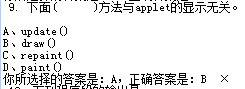 9. 下面(      )方法与applet的显示无关。
A、update()
B、draw()
C、repaint()
D、paint()
你所选择的答案是: A, 正确答案是: B  ×